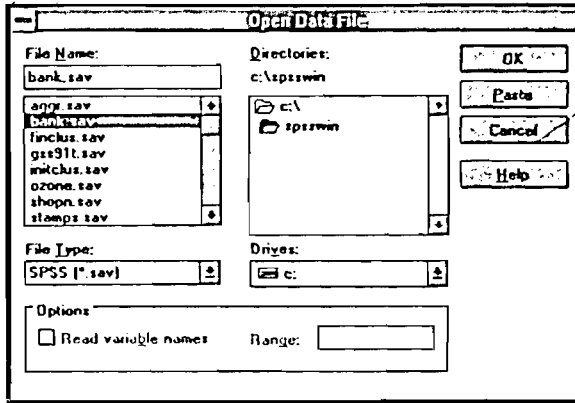 Open Data File
File Name:
bank.sav
aggr.sav
bank.sav
finclus.sav
gss91t.sav
initclus.sav
ozone.sav
shopn.sav
stamps.sav
File Type:
SPSS (*.sav)
Directories:
c:\spsswin
c:\
spsswin
Drives:
c:
OK
Paste
Cancel
Help
Options
Read variable names
Range: